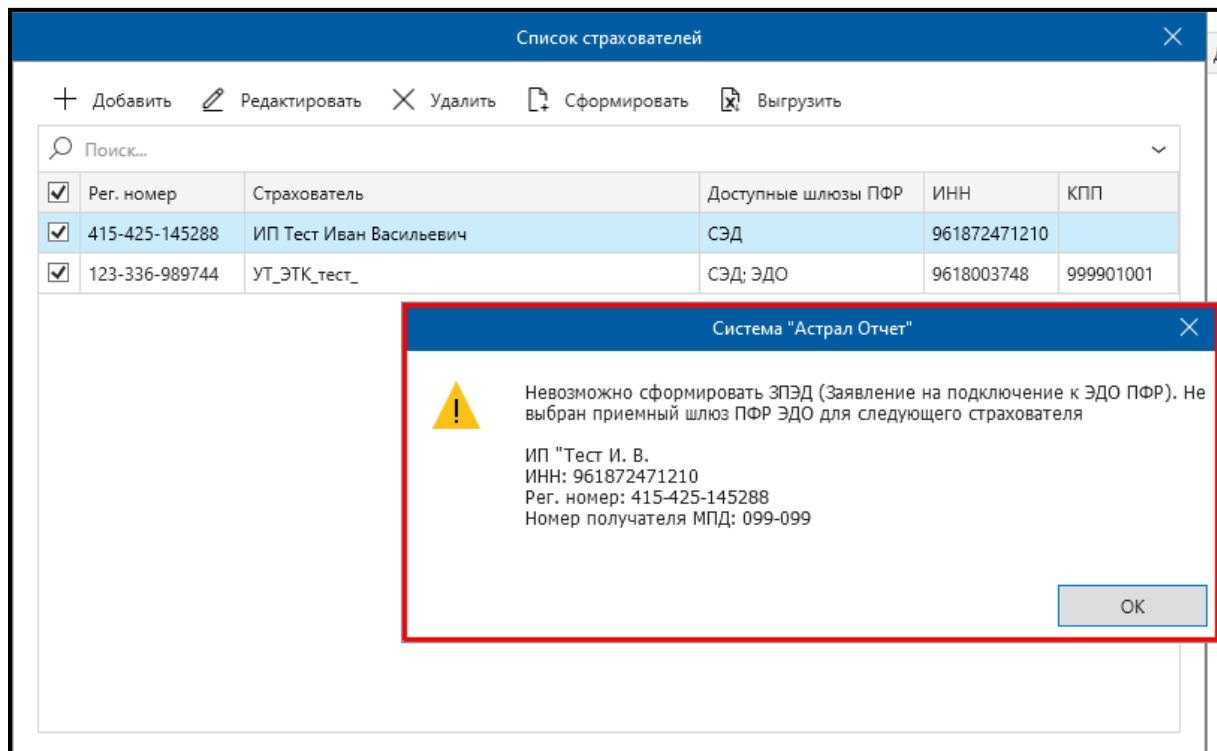 Список страхователей
Добавить Редактировать Удалить Сформировать Выгрузить
Поиск...
Рег. номер Страхователь Доступные шлюзы ПФР ИНН КПП
415-425-145288 ИП Тест Иван Васильевич СЭД 961872471210
123-336-989744 УТ_ЭТК_тест_ СЭД; ЭДО 9618003748 999901001
Система "Астрал Отчет"
Невозможно сформировать ЗПЭД (Заявление на подключение к ЭДО ПФР). Не
выбран приемный шлюз ПФР ЭДО для следующего страхователя
ИП "Тест И. В.
ИНН: 961872471210
Рег. номер: 415-425-145288
Номер получателя МПД: 099-099
ОК